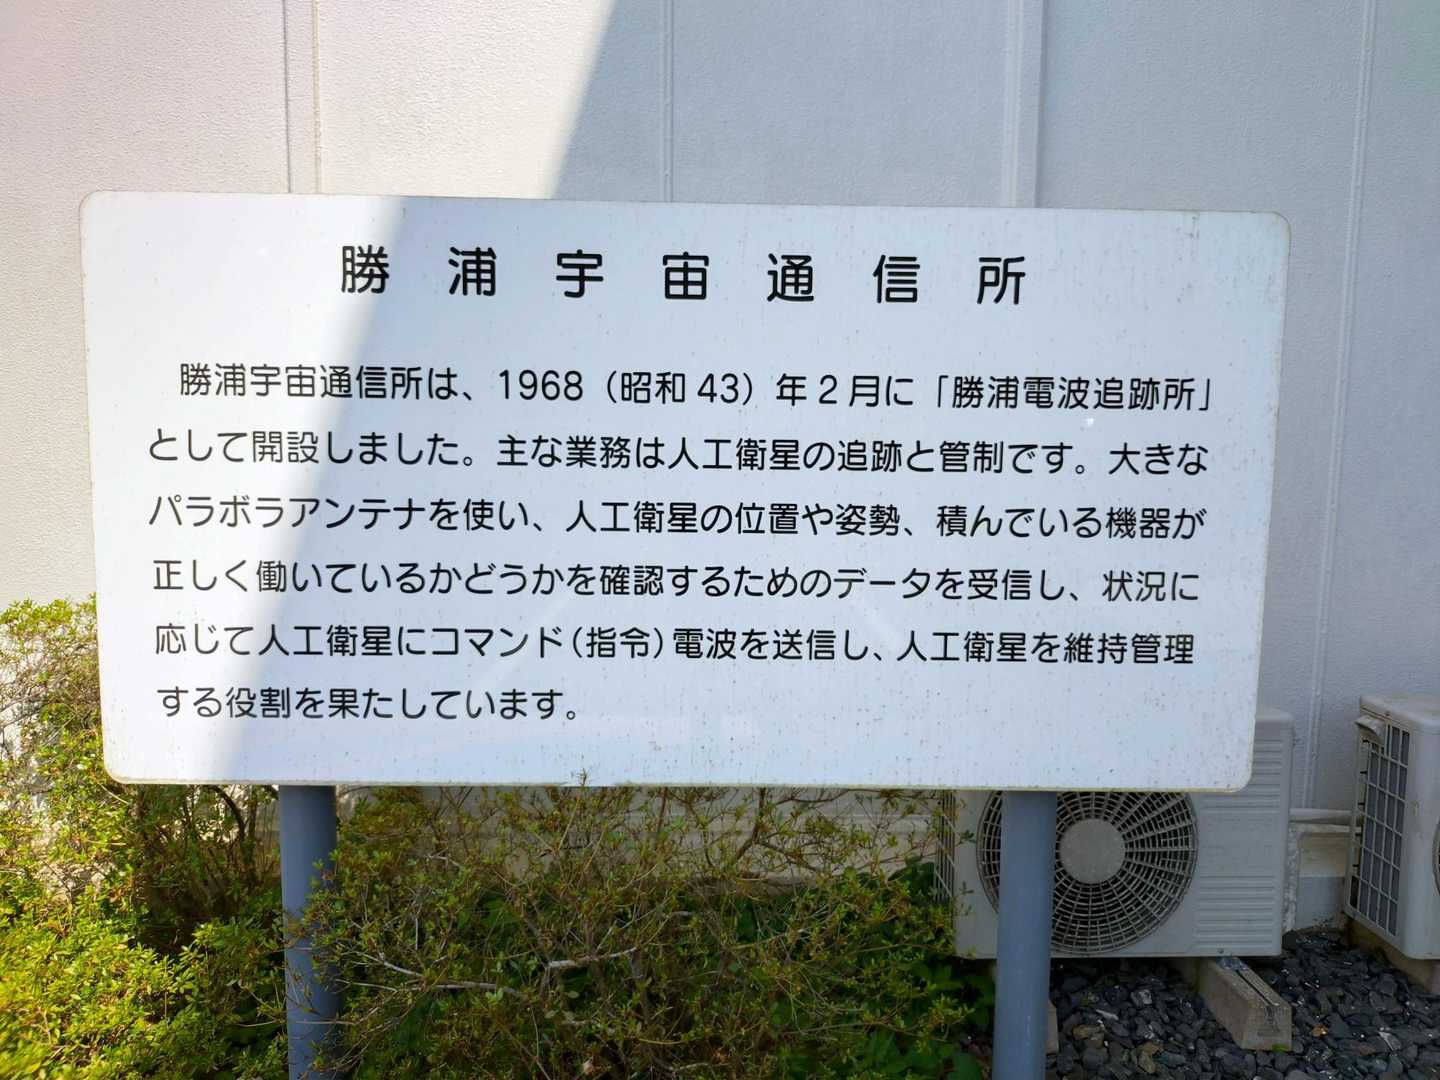 勝浦宇宙通信所
勝浦宇宙通信所は、1968（昭和43）年2月に「勝浦電波追跡所」
として開設しました。主な業務は人工衛星の追跡と管制です。大きな
パラボラアンテナを使い、人工衛星の位置や姿勢、積んでいる機器が
正しく働いているかどうかを確認するためのデータを受信し、状況に
応じて人工衛星にコマンド（指令）電波を送信し、人工衛星を維持管理
する役割を果たしています。